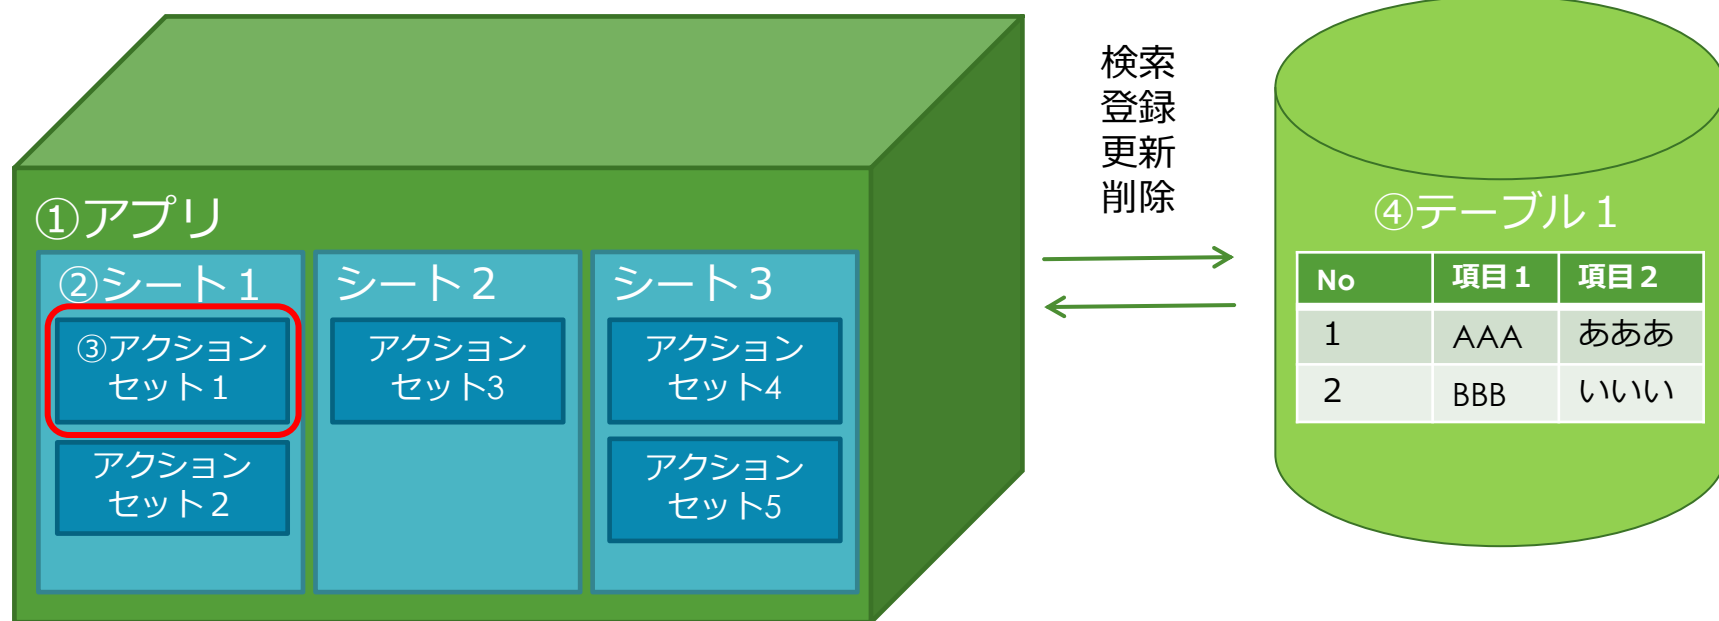 検索
登録
更新
削除
①アプリ
②シート1
③アクション
セット1
アクション
セット2
シート2
アクション
セット3
シート3
アクション
セット4
アクション
セット5
④テーブル1
No 項目1 項目2
1 AAA あああ
2 BBB いいい